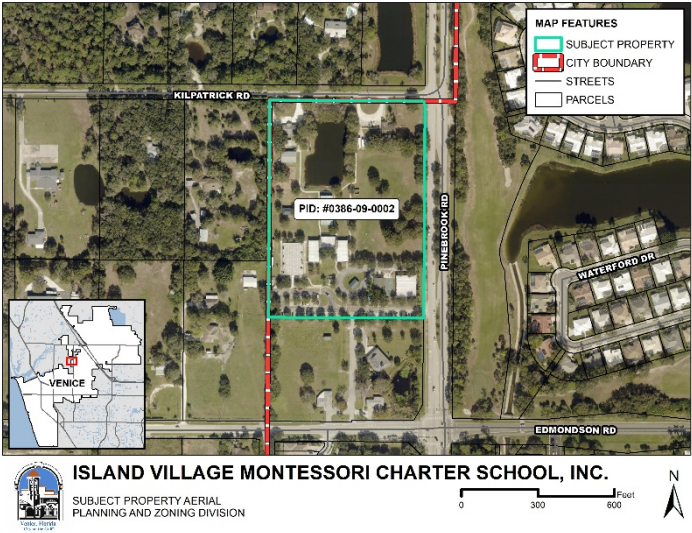 MAP FEATURES
SUBJECT PROPERTY
CITY BOUNDARY
STREETS
PARCELS
KILPATRICK RD
PID: #0386-09-0002
PINEBROOK RD
WATERFORD DR
VENICE
EDMONDSON RD
ISLAND VILLAGE MONTESSORI CHARTER SCHOOL, INC.
SUBJECT PROPERTY AERIAL
PLANNING AND ZONING DIVISION
N
Feet
0 300 600
Venice, Florida